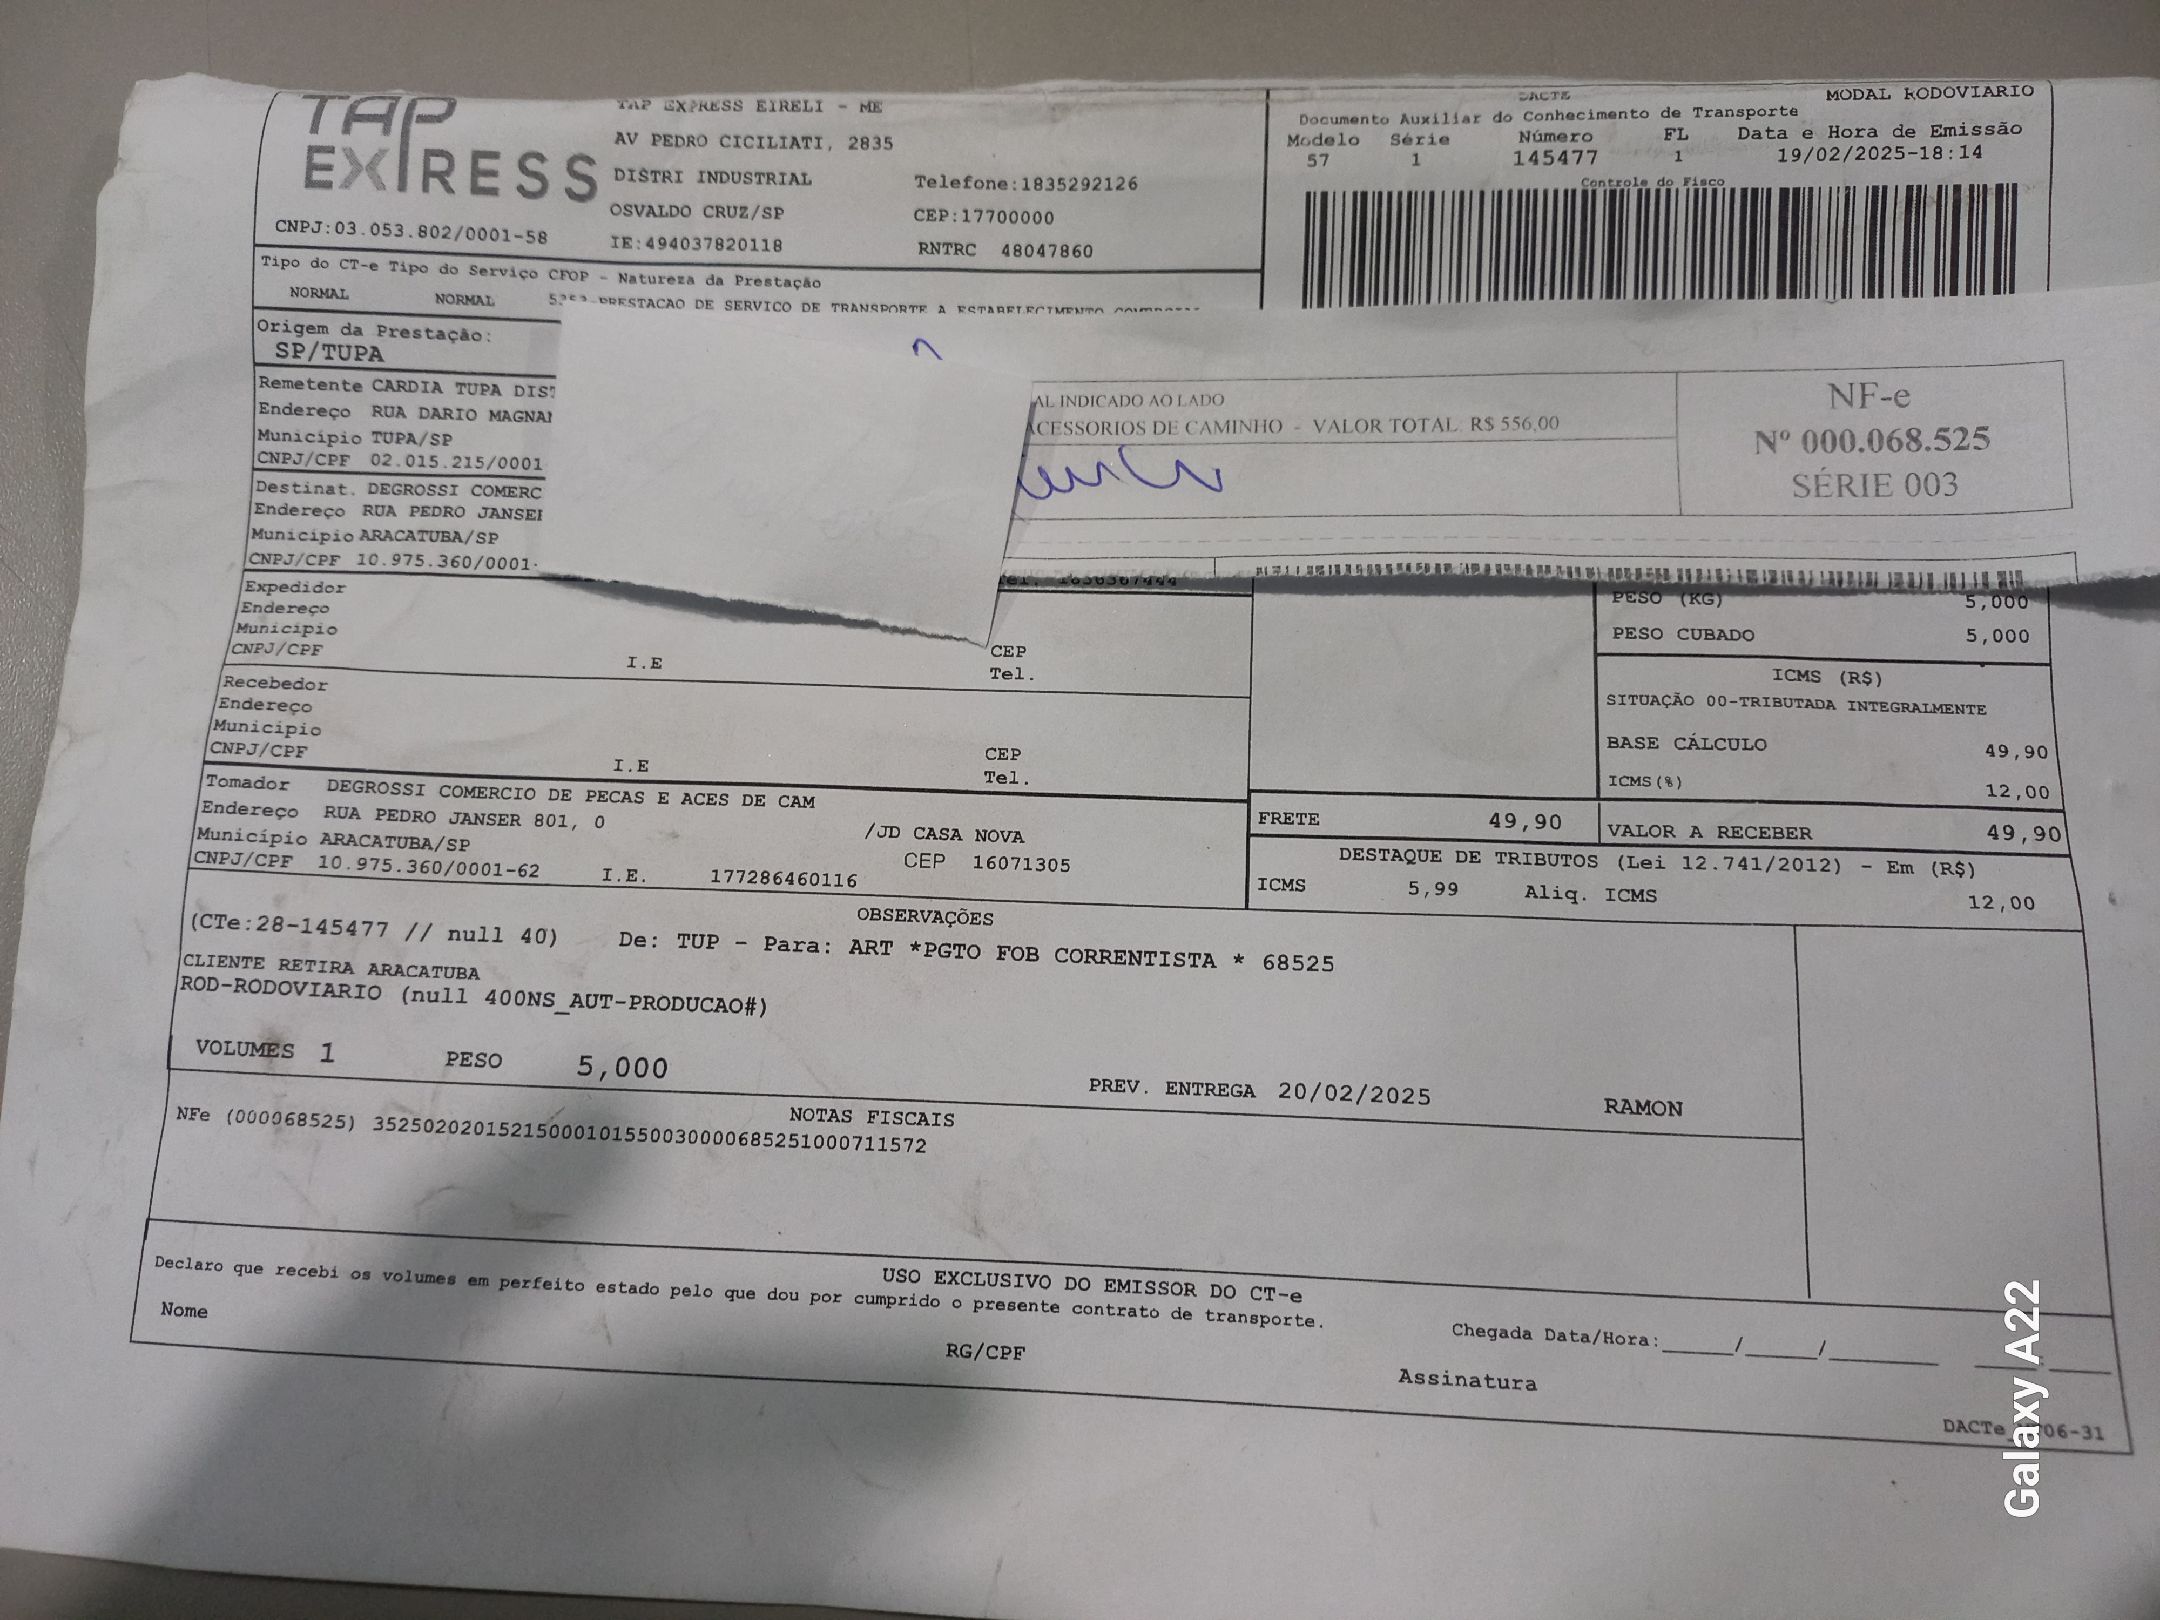 TAP EXPRESS
TAP EXPRESS EIRELI - ME
AV PEDRO CICILIATI, 2835
DISTRI INDUSTRIAL
Telefone:1835292126
OSVALDO CRUZ/SP
CEP:17700000
CNPJ:03.053.802/0001-58
IE:494037820118
RNTRC 48047860
DACTE
MODAL RODOVIARIO
Documento Auxiliar do Conhecimento de Transporte
Modelo Série Número FL Data e Hora de Emissão
57 1 145477 1 19/02/2025-18:14
Controle do Fisco
Tipo do CT-e Tipo do Serviço CFOP - Natureza da Prestação
NORMAL NORMAL PRESTACAO DE SERVICO DE TRANSPORTE A ESTABELECIMENTO
Origem da Prestação:
SP/TUPA
Remetente CARDIA TUPA
Endereço RUA DARIO
Município TUPA/SP
CNPJ/CPF 02.015.215/0001
Destinat. DEGROSSI COMERC
Endereço RUA PEDRO
Município ARACATUBA/SP
CNPJ/CPF 10.975.360/0001-
AL INDICADO AO LADO
ACESSORIOS DE CAMINHO - VALOR TOTAL: R$ 556,00
NF-e
Nº 000.068.525
SÉRIE 003
Expedidor
Endereço
Município
CNPJ/CPF I.E
CEP
Tel.
Recebedor
Endereço
Município
CNPJ/CPF I.E
CEP
Tel.
PESO (KG) 5,000
PESO CUBADO 5,000
ICMS (R$)
SITUAÇÃO 00-TRIBUTADA INTEGRALMENTE
BASE CÁLCULO 49,90
ICMS(%) 12,00
Tomador DEGROSSI COMERCIO DE PECAS E ACES DE CAM
Endereço RUA PEDRO JANSER 801, 0 /JD CASA NOVA
Município ARACATUBA/SP CEP 16071305
CNPJ/CPF 10.975.360/0001-62 I.E. 177286460116
FRETE 49,90 VALOR A RECEBER 49,90
DESTAQUE DE TRIBUTOS (Lei 12.741/2012) - Em (R$)
ICMS 5,99 Aliq. ICMS 12,00
OBSERVAÇÕES
(CTe:28-145477 // null 40) De: TUP - Para: ART *PGTO FOB CORRENTISTA * 68525
CLIENTE RETIRA ARACATUBA
ROD-RODOVIARIO (null 400NS_AUT-PRODUCAO#)
VOLUMES 1 PESO 5,000 PREV. ENTREGA 20/02/2025 RAMON
NOTAS FISCAIS
NFe (000068525) 35250202015215000101550030000685251000711572
USO EXCLUSIVO DO EMISSOR DO CT-e
Declaro que recebi os volumes em perfeito estado pelo que dou por cumprido o presente contrato de transporte.
Nome RG/CPF Assinatura
Chegada Data/Hora:_____/_____/_______
Galaxy A22